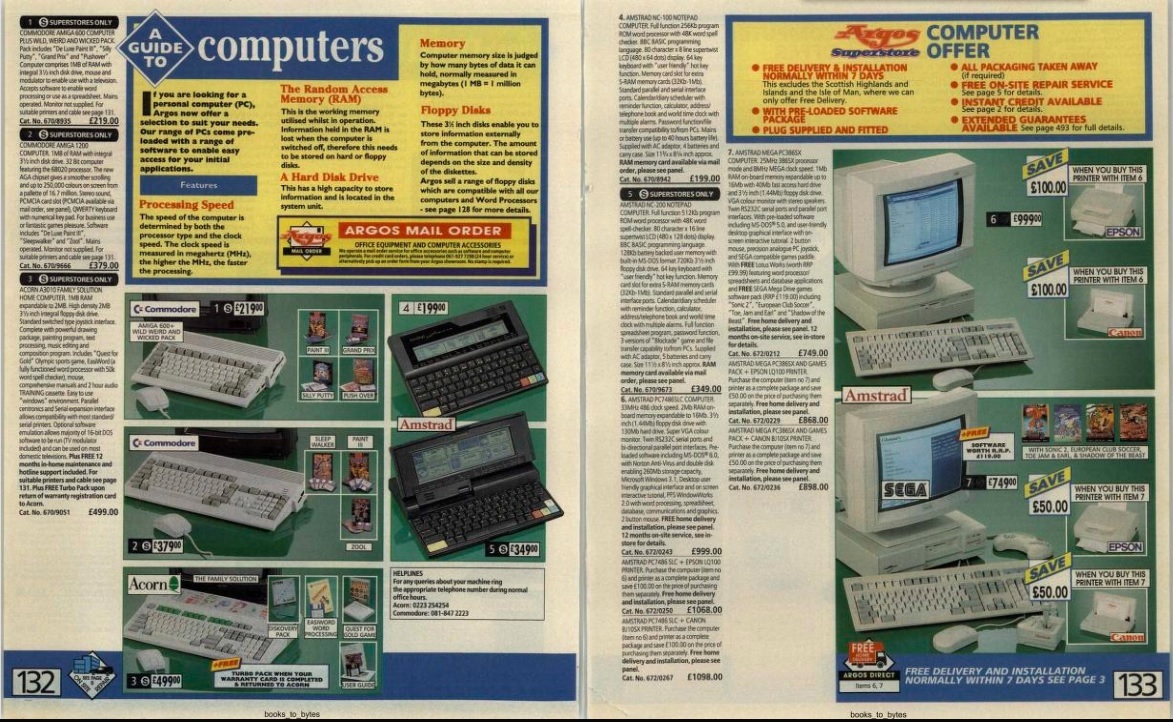 1 S SUPERSTORES ONLY
COMMODORE AMIGA 600 COMPUTER
PLUS WILD, WEIRD AND WICKED PACK.
Pack includes "De Luxe Paint III", "Silly
Putty", "Grand Prix" and "Pushover".
Computer comprises 1MB of RAM with
integral 3½ inch disk drive, mouse and
modulator to enable use with a television.
Accepts software to enable word
processing or use as a spreadsheet. Mains
operated. Monitor not supplied. For
suitable printers and cable see page 131.
Cat. No. 670/8935 £219.00
2 S SUPERSTORES ONLY
COMMODORE AMIGA 1200
COMPUTER. 1MB of RAM with integral
3½ inch disk drive. 32 Bit computer
featuring the 68020 processor. The new
AGA chipset gives a smoother scrolling
and up to 250,000 colours on screen from
a palette of 16.7 million. Stereo sound,
PCMCIA card slot (PCMCIA available via
mail order, see panel), QWERTY keyboard
with numerical key pad. For business use
or fantastic games pleasure. Software
includes "De Luxe Paint III"
"Sleepwalker" and "Zool". Mains
operated. Monitor not supplied. For
suitable printers and cable see page 131.
Cat. No. 670/9666 £379.00
3 S SUPERSTORES ONLY
ACORN A3010 FAMILY SOLUTION
HOME COMPUTER. 1MB RAM
expandable to 2MB. High density 2MB
3½ inch integral floppy disk drive.
Standard switched type joystick interface.
Complete with powerful drawing
package, painting program, text
processing, music editing and
composition program. Includes "Quest for
Gold" Olympic sports game, EasiWord (a
fully functioned word processor with 50k
word spell checker), mouse,
comprehensive manuals and 2 hour audio
TRAINING cassette. Easy to use
"windows" environment. Parallel
centronics and Serial expansion interface
allows compatibility with most standard
serial printers. Optional software
emulation allows majority of 16-bit DOS
software to be run (TV modulator
included) and can be used on most
domestic televisions. Plus FREE 12
months in-home maintenance and
hotline support included. For
suitable printers and cable see page
131. Plus FREE Turbo Pack upon
return of warranty registration card
to Acorn.
Cat. No. 670/9051 £499.00
A
GUIDE
TO
computers
If you are looking for a
personal computer (PC),
Argos now offer a
selection to suit your needs.
Our range of PCs come pre-
loaded with a range of
software to enable easy
access for your initial
applications.
Features
Processing Speed
The speed of the computer is
determined by both the
processor type and the clock
speed. The clock speed is
measured in megahertz (MHz),
the higher the MHz, the faster
the processing.
The Random Access
Memory (RAM)
This is the working memory
utilised whilst in operation.
Information held in the RAM is
lost when the computer is
switched off, therefore this needs
to be stored on hard or floppy
disks.
A Hard Disk Drive
This has a high capacity to store
information and is located in the
system unit.
Memory
Computer memory size is judged
by how many bytes of data it can
hold, normally measured in
megabytes (1 MB = 1 million
bytes).
Floppy Disks
These 3½ inch disks enable you to
store information externally
from the computer. The amount
of information that can be stored
depends on the size and density
of the diskettes.
Argos sell a range of floppy disks
which are compatible with all our
computers and Word Processors
- see page 128 for more details.
Argos
MAIL ORDER
ARGOS MAIL ORDER
OFFICE EQUIPMENT AND COMPUTER ACCESSORIES
Commodore
1 S £21900
AMIGA 600+
WILD WEIRD AND
WICKED PACK
PAINT III
GRAND PRIX
SILLY PUTTY
PUSH OVER
4 £19900
Commodore
SLEEP
WALKER
PAINT
III
ZOOL
2 S £37900
Amstrad
5 S £34900
Acorn
THE FAMILY SOLUTION
DISKOVERY
PACK
EASIWORD
WORD
PROCESSING
QUEST FOR
GOLD GAME
USER GUIDE
3 S £49900
+FREE
TURBO PACK WHEN YOUR
WARRANTY CARD IS COMPLETED
& RETURNED TO ACORN
HELPLINES
For any queries about your machine ring
the appropriate telephone number during normal
office hours.
Acorn: 0223 254254
Commodore: 081-847 2223
132
books_to_bytes
4. AMSTRAD NC-100 NOTEPAD
COMPUTER. Full function 256Kb program
ROM word processor with 48K word spell
checker. BBC BASIC programming
language. 80 character x 8 line supertwist
LCD (480 x 64 dots) display. 64 key
keyboard with "user friendly" hot key
function. Memory card slot for extra
S-RAM memory cards (32Kb-1Mb).
Standard parallel and serial interface
ports. Calendar/diary scheduler with
reminder function, calculator, address/
telephone book and world time clock with
multiple alarms. Password function/file
transfer compatibility to/from PCs. Mains
or battery use (up to 40 hours battery life).
Supplied with AC adaptor, 4 batteries and
carry case. Size 11¾ x 8¼ inch approx.
RAM memory card available via mail
order, please see panel.
Cat. No. 670/8942 £199.00
5 S SUPERSTORES ONLY
AMSTRAD NC-200 NOTEPAD
COMPUTER. Full function 512Kb program
ROM word processor with 48K word
spell-checker. 80 character x 16 line
supertwist LCD (480 x 128 dots) display.
BBC BASIC programming language.
128Kb battery backed user memory with
built-in MS-DOS format 720Kb 3½ inch
floppy disk drive. 64 key keyboard with
"user friendly" hot key function. Memory
card slot for extra S-RAM memory cards
(32Kb-1Mb). Standard parallel and serial
interface ports. Calendar/diary scheduler
with reminder function, calculator,
address/telephone book and world time
clock with multiple alarms. Full function
spreadsheet program, password function,
3 versions of "Blockade" game and file
transfer capability to/from PCs. Supplied
with AC adaptor, 5 batteries and carry
case. Size 11½ x 8½ inch approx. RAM
memory card available via mail
order, please see panel.
Cat. No. 670/9673 £349.00
6. AMSTRAD PC7486SLC COMPUTER.
33MHz 486 clock speed. 2Mb RAM on-
board memory expandable to 16Mb. 3½
inch (1.44Mb) floppy disk drive with
130Mb hard drive. Super VGA colour
monitor. Twin RS232C serial ports and
bi-directional parallel port interfaces. Pre-
loaded software including MS-DOS® 6.0,
with Norton Anti-Virus and double disk
enabling 260Mb storage capacity,
Microsoft Windows 3.1, Desktop user
friendly graphical interface and on screen
interactive tutorial, PFS WindowWorks
2.0 with word processing, spreadsheet,
database, communications and graphics.
2 button mouse. FREE home delivery
and installation, please see panel.
12 months on-site service, see in-
store for details.
Cat. No. 672/0243 £999.00
AMSTRAD PC7486 SLC + EPSON LQ100
PRINTER. Purchase the computer (item no
6) and printer as a complete package and
save £100.00 on the price of purchasing
them separately. Free home delivery
and installation, please see panel.
Cat. No. 672/0250 £1068.00
AMSTRAD PC7486 SLC + CANON
BJ10SX PRINTER. Purchase the computer
(item no 6) and printer as a complete
package and save £100.00 on the price of
purchasing them separately. Free home
delivery and installation, please see
panel.
Cat. No. 672/0267 £1098.00
Argos
Superstore
COMPUTER
OFFER
FREE DELIVERY & INSTALLATION
NORMALLY WITHIN 7 DAYS
This excludes the Scottish Highlands and
Islands and the Isle of Man, where we can
only offer Free Delivery.
WITH PRE-LOADED SOFTWARE
PACKAGE
PLUG SUPPLIED AND FITTED
ALL PACKAGING TAKEN AWAY
(if required)
FREE ON-SITE REPAIR SERVICE
See page 5 for details.
INSTANT CREDIT AVAILABLE
See page 2 for details.
EXTENDED GUARANTEES
AVAILABLE See page 493 for full details.
7. AMSTRAD MEGA PC386SX
COMPUTER. 25MHz 386SX processor
mode and 8MHz MEGA clock speed. 1Mb
RAM on-board memory expandable up to
16Mb with 40Mb fast access hard drive
and 3½ inch (1.44Mb) floppy disk drive.
VGA colour monitor with stereo speakers.
Twin RS232C serial ports and parallel port
interfaces. With pre-loaded software
including MS-DOS® 5.0, and user-friendly
desktop graphical interface with on-
screen interactive tutorial. 2 button
mouse, precision analogue PC joystick,
and SEGA compatible games paddle.
With FREE Lotus Works (worth RRP
£99.99) featuring word processor/
spreadsheets and database applications
and FREE SEGA Mega Drive games
software pack (RRP £119.00) including
"Sonic 2", "European Club Soccer",
"Toe, Jam and Earl" and "Shadow of the
Beast". Free home delivery and
installation, please see panel. 12
months on-site service, see in-store
for details.
Cat. No. 672/0212 £749.00
AMSTRAD MEGA PC386SX AND GAMES
PACK + EPSON LQ100 PRINTER.
Purchase the computer (item no 7) and
printer as a complete package and save
£50.00 on the price of purchasing them
separately. Free home delivery and
installation, please see panel.
Cat. No. 672/0229 £868.00
AMSTRAD MEGA PC386SX AND GAMES
PACK + CANON BJ10SX PRINTER.
Purchase the computer (item no 7) and
printer as a complete package and save
£50.00 on the price of purchasing them
separately. Free home delivery and
installation, please see panel.
Cat. No. 672/0236 £898.00
SAVE
£100.00
WHEN YOU BUY THIS
PRINTER WITH ITEM 6
6 £99900
EPSON
SAVE
£100.00
WHEN YOU BUY THIS
PRINTER WITH ITEM 6
Canon
Amstrad
+FREE
SOFTWARE
WORTH R.R.P.
£119.00
WITH SONIC 2, EUROPEAN CLUB SOCCER,
TOE JAM & EARL, & SHADOW OF THE BEAST
SEGA
7 £74900
SAVE
£50.00
WHEN YOU BUY THIS
PRINTER WITH ITEM 7
EPSON
SAVE
£50.00
WHEN YOU BUY THIS
PRINTER WITH ITEM 7
Canon
FREE
HOME
DELIVERY
ARGOS DIRECT
Items 6, 7
FREE DELIVERY AND INSTALLATION
NORMALLY WITHIN 7 DAYS SEE PAGE 3
133
books_to_bytes